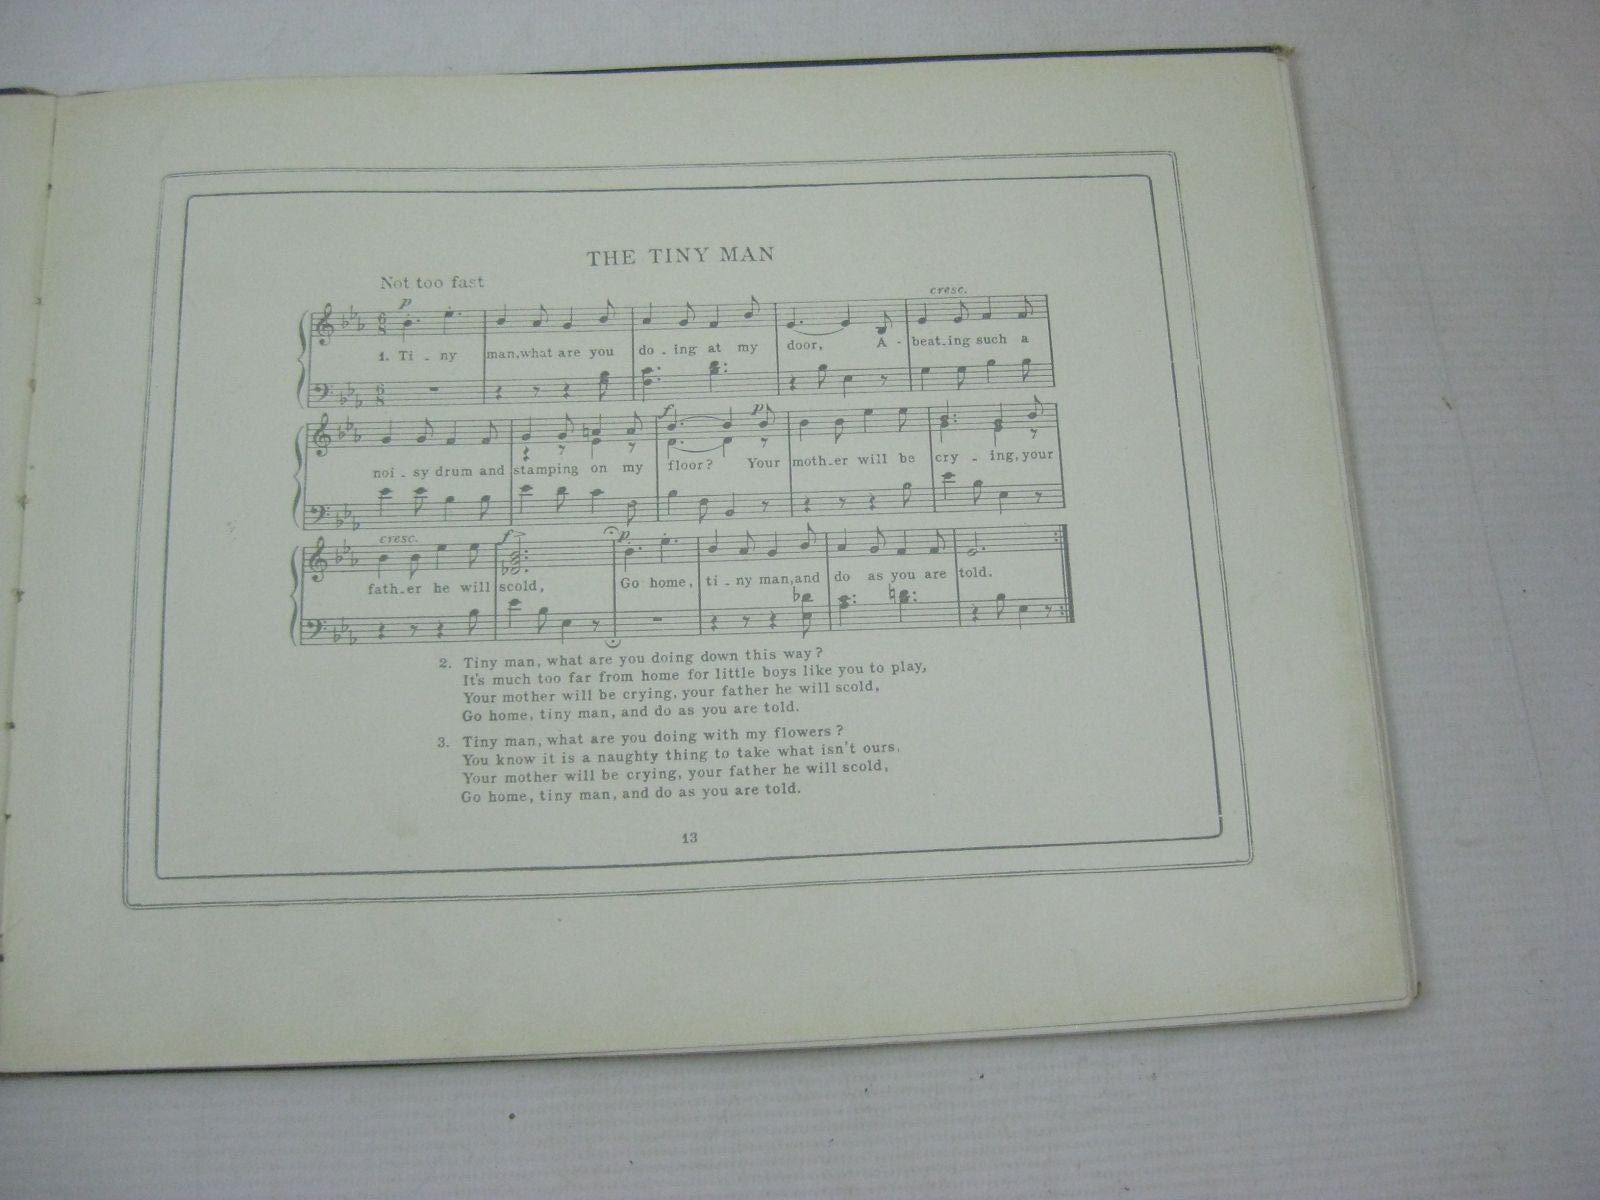 THE TINY MAN
Not too fast
p
cresc.
1. Ti - ny man, what are you do - ing at my door, A - beat-ing such a
f p
noi - sy drum and stamping on my floor? Your moth-er will be cry - ing, your
cresc. f p
fath-er he will scold, Go home, ti - ny man, and do as you are told.
2. Tiny man, what are you doing down this way?
It's much too far from home for little boys like you to play,
Your mother will be crying, your father he will scold,
Go home, tiny man, and do as you are told.
3. Tiny man, what are you doing with my flowers?
You know it is a naughty thing to take what isn't ours,
Your mother will be crying, your father he will scold,
Go home, tiny man, and do as you are told.
13